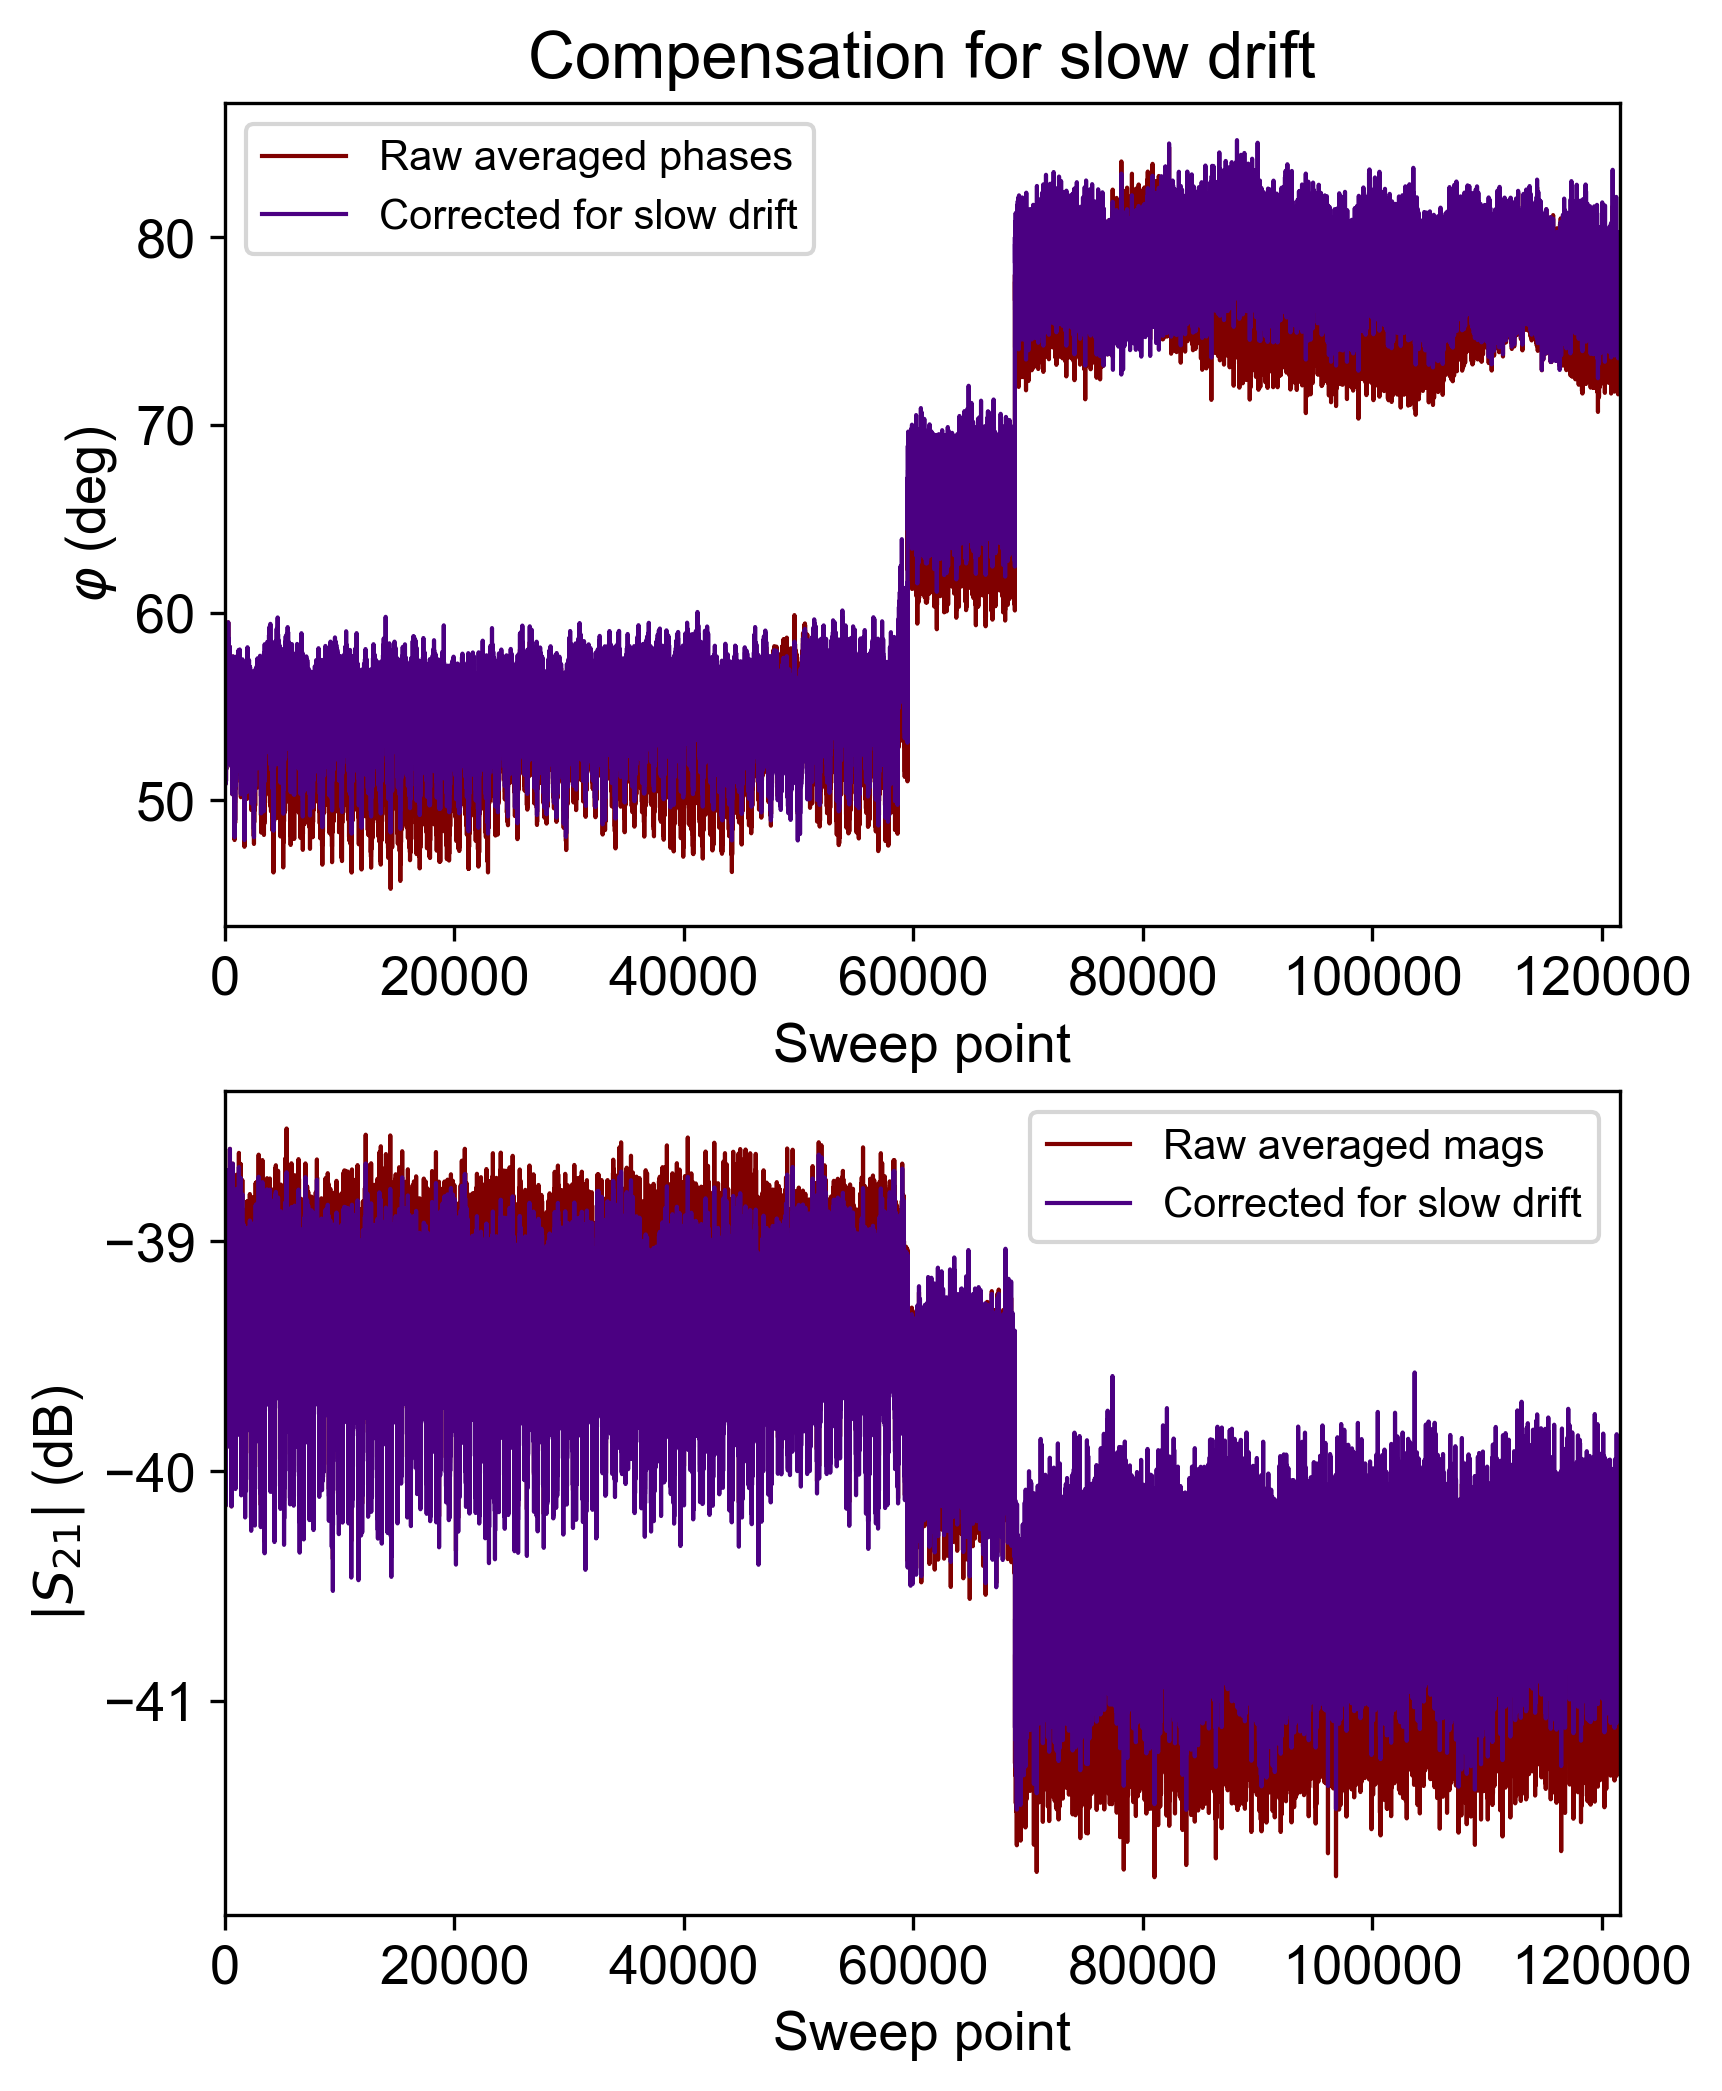 Compensation for slow drift
Raw averaged phases
Corrected for slow drift
80
70
60
50
φ (deg)
0 20000 40000 60000 80000 100000 120000
Sweep point
Raw averaged mags
Corrected for slow drift
−39
−40
−41
|S₂₁| (dB)
0 20000 40000 60000 80000 100000 120000
Sweep point